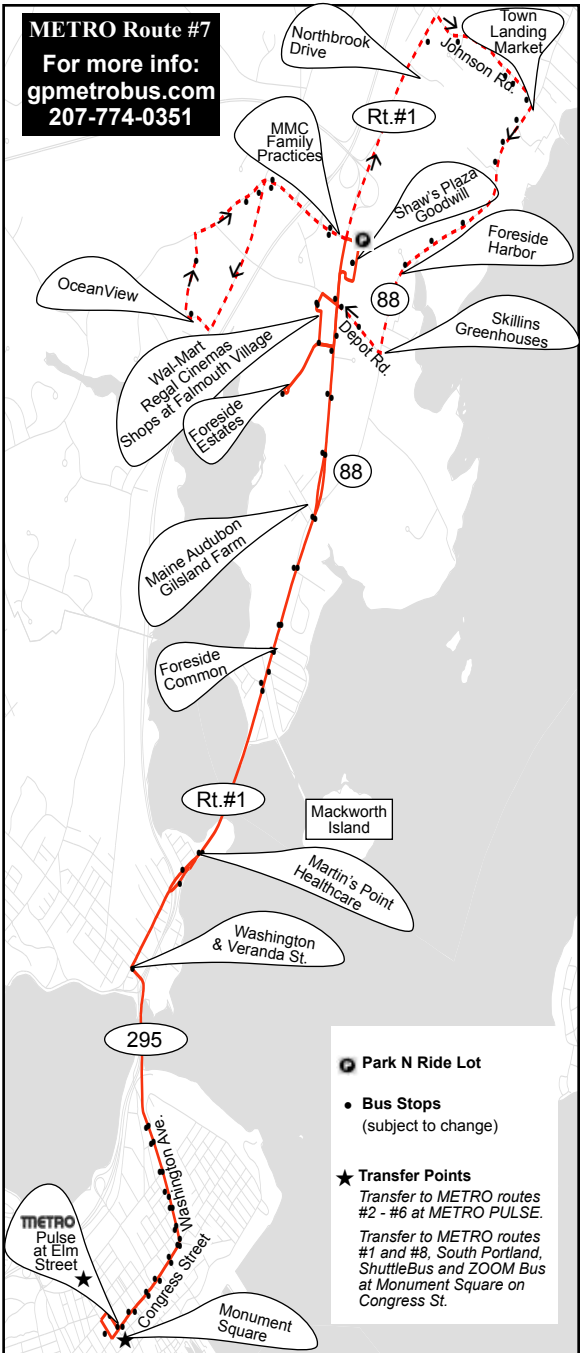 METRO Route #7
For more info:
gpmetrobus.com
207-774-0351
Northbrook
Drive
Town
Landing
Market
Johnson Rd.
Rt.#1
MMC
Family
Practices
P
Shaw's Plaza
Goodwill
Foreside
Harbor
OceanView
88
Skillins
Greenhouses
Depot Rd.
Wal-Mart
Regal Cinemas
Shops at Falmouth Village
Foreside
Estates
88
Maine Audubon
Gilsland Farm
Foreside
Common
Rt.#1
Mackworth
Island
Martin's Point
Healthcare
Washington
& Veranda St.
295
Washington Ave.
Congress Street
METRO
Pulse
at Elm
Street
Monument
Square
P Park N Ride Lot
Bus Stops
(subject to change)
Transfer Points
Transfer to METRO routes
#2 - #6 at METRO PULSE.
Transfer to METRO routes
#1 and #8, South Portland,
ShuttleBus and ZOOM Bus
at Monument Square on
Congress St.